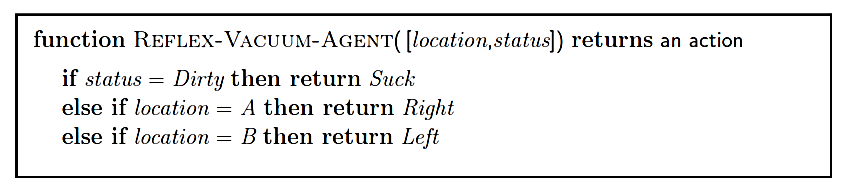 function REFLEX-VACUUM-AGENT( [location,status]) returns an action
if status = Dirty then return Suck
else if location = A then return Right
else if location = B then return Left